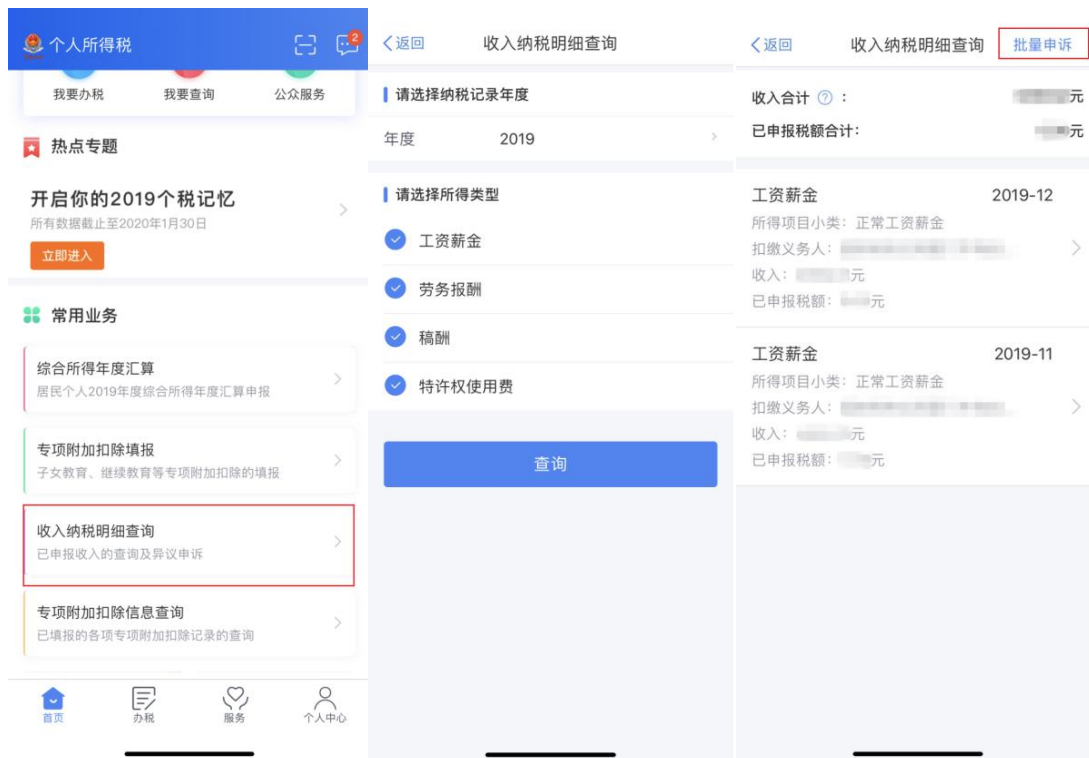 个人所得税
2
我要办税
我要查询
公众服务
热点专题
开启你的2019个税记忆
所有数据截止至2020年1月30日
立即进入
常用业务
综合所得年度汇算
居民个人2019年度综合所得年度汇算申报
专项附加扣除填报
子女教育、继续教育等专项附加扣除的填报
收入纳税明细查询
已申报收入的查询及异议申诉
专项附加扣除信息查询
已填报的各项专项附加扣除记录的查询
首页
办税
服务
个人中心
返回
收入纳税明细查询
请选择纳税记录年度
年度 2019
请选择所得类型
工资薪金
劳务报酬
稿酬
特许权使用费
查询
返回
收入纳税明细查询
批量申诉
收入合计 ? :
元
已申报税额合计:
元
工资薪金 2019-12
所得项目小类: 正常工资薪金
扣缴义务人:
收入: 元
已申报税额: 元
工资薪金 2019-11
所得项目小类: 正常工资薪金
扣缴义务人:
收入: 元
已申报税额: 元